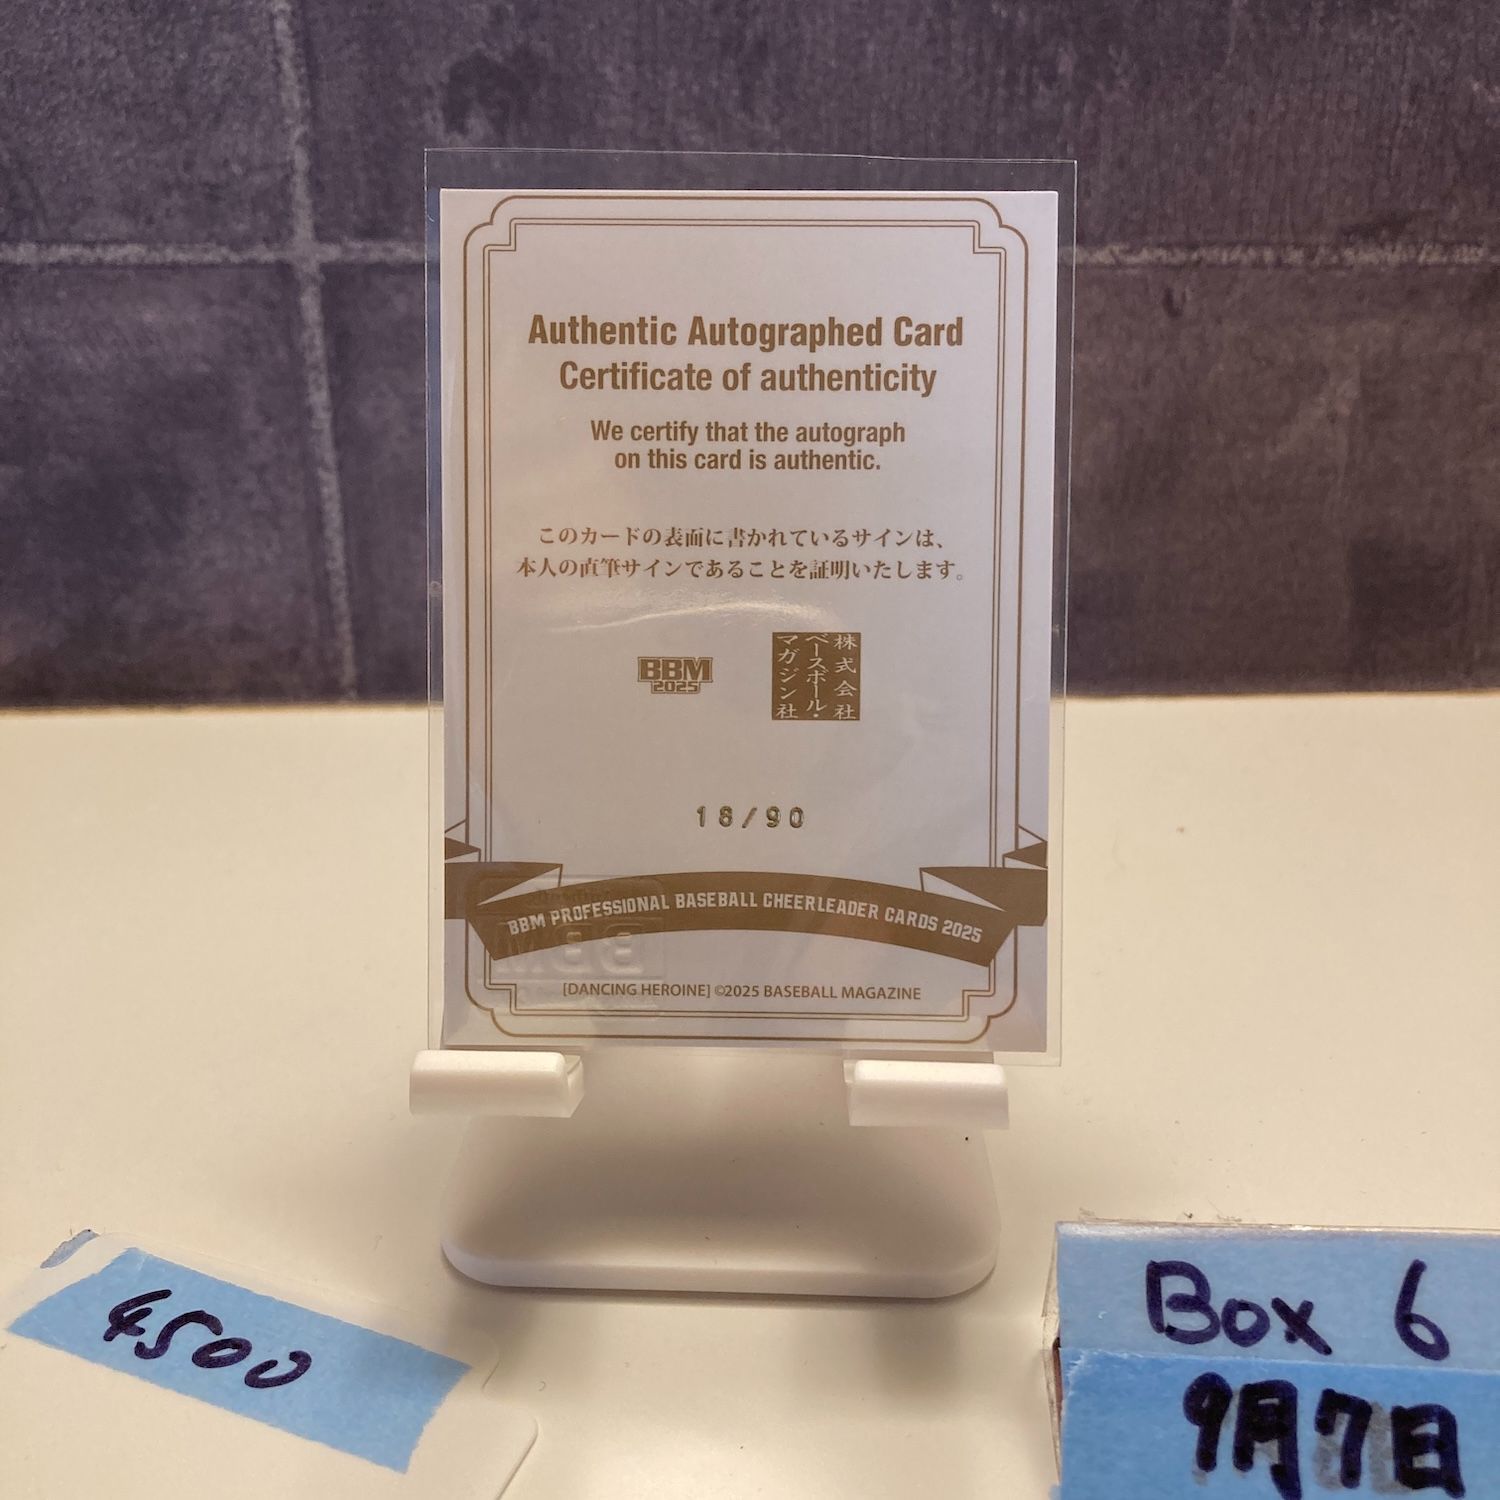 Authentic Autographed Card
Certificate of authenticity
We certify that the autograph
on this card is authentic.
このカードの表面に書かれているサインは、
本人の直筆サインであることを証明いたします。
BBM
2025
株式会社
ベースボール・
マガジン社
18/90
BBM PROFESSIONAL BASEBALL CHEERLEADER CARDS 2025
BBM
[DANCING HEROINE] ©2025 BASEBALL MAGAZINE
4500
Box 6
9月7日